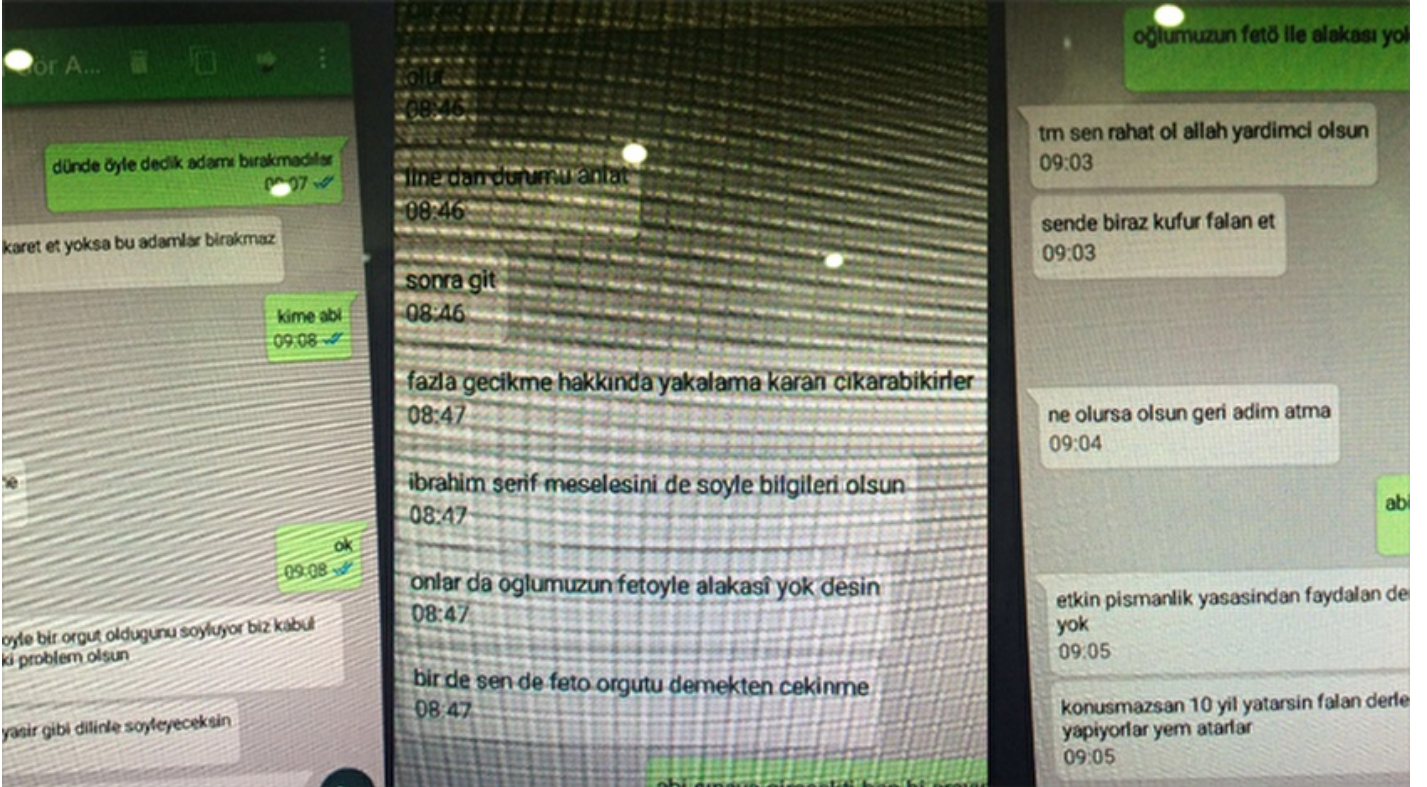 ör A...
dünde öyle dedik adamı bırakmadılar
karet et yoksa bu adamlar birakmaz
kime abi
09:08
ok
09:08
oyle bir orgut oldugunu soyluyor biz kabul
ki problem olsun
yasir gibi dilinle soyleyeceksin
olur
08:46
dan durumu anlat
08:46
sonra git
08:46
fazla gecikme hakkında yakalama kararı cıkarabikirler
08:47
ibrahim serif meselesini de soyle bilgileri olsun
08:47
onlar da oglumuzun fetoyle alakası yok desin
08:47
bir de sen de feto orgutu demekten cekinme
08:47
oğlumuzun fetö ile alakası yok
tm sen rahat ol allah yardimci olsun
09:03
sende biraz kufur falan et
09:03
ne olursa olsun geri adim atma
09:04
abi
etkin pismanlik yasasindan faydalan de
yok
09:05
konusmazsan 10 yil yatarsin falan derle
yapiyorlar yem atarlar
09:05